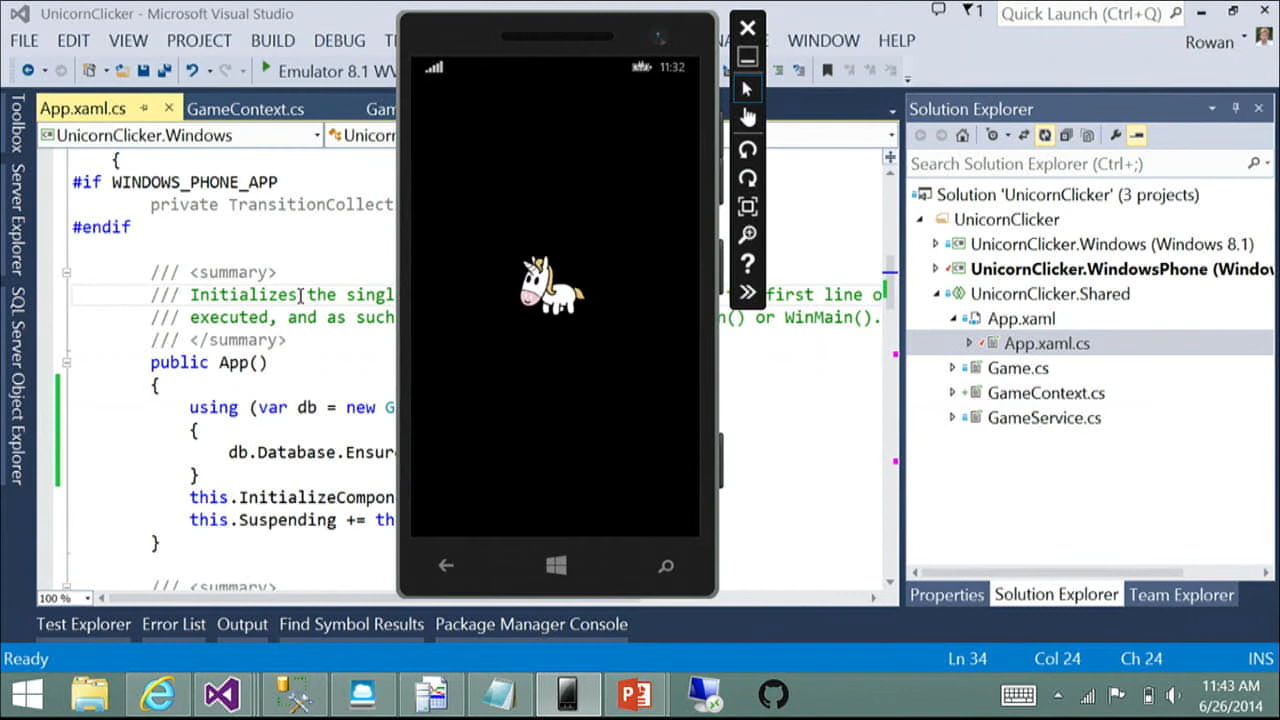 UnicornClicker - Microsoft Visual Studio
1
Quick Launch (Ctrl+Q)
FILE EDIT VIEW PROJECT BUILD DEBUG WINDOW HELP
Rowan
Emulator 8.1
11:32
Toolbox
Server Explorer
SQL Server Object Explorer
App.xaml.cs
GameContext.cs
UnicornClicker.Windows
{
#if WINDOWS_PHONE_APP
private TransitionCollect
#endif
/// <summary>
/// Initializes the singl first line o
/// executed, and as such or WinMain().
/// </summary>
public App()
{
using (var db = new G
{
db.Database.Ensur
}
this.InitializeCompon
this.Suspending += th
}
/// <summary>
100 %
Solution Explorer
Search Solution Explorer (Ctrl+;)
Solution 'UnicornClicker' (3 projects)
UnicornClicker
UnicornClicker.Windows (Windows 8.1)
UnicornClicker.WindowsPhone (Windo
UnicornClicker.Shared
App.xaml
App.xaml.cs
Game.cs
GameContext.cs
GameService.cs
Properties Solution Explorer Team Explorer
Test Explorer Error List Output Find Symbol Results Package Manager Console
Ready Ln 34 Col 24 Ch 24 INS
11:43 AM
6/26/2014